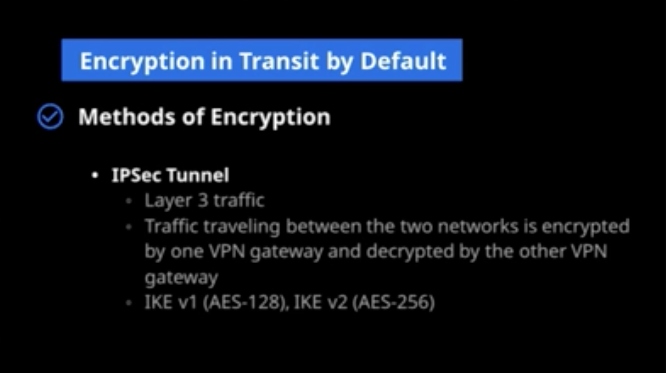 Encryption in Transit by Default
Methods of Encryption
• IPSec Tunnel
◦ Layer 3 traffic
◦ Traffic traveling between the two networks is encrypted
by one VPN gateway and decrypted by the other VPN
gateway
◦ IKE v1 (AES-128), IKE v2 (AES-256)